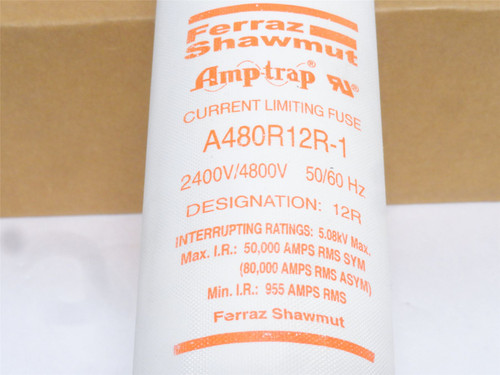 Ferraz
Shawmut
Amp-trap®
CURRENT LIMITING FUSE
A480R12R-1
2400V/4800V 50/60 Hz
DESIGNATION: 12R
INTERRUPTING RATINGS: 5.08kV Max.
Max. I.R.: 50,000 AMPS RMS SYM
(80,000 AMPS RMS ASYM)
Min. I.R.: 955 AMPS RMS
Ferraz Shawmut